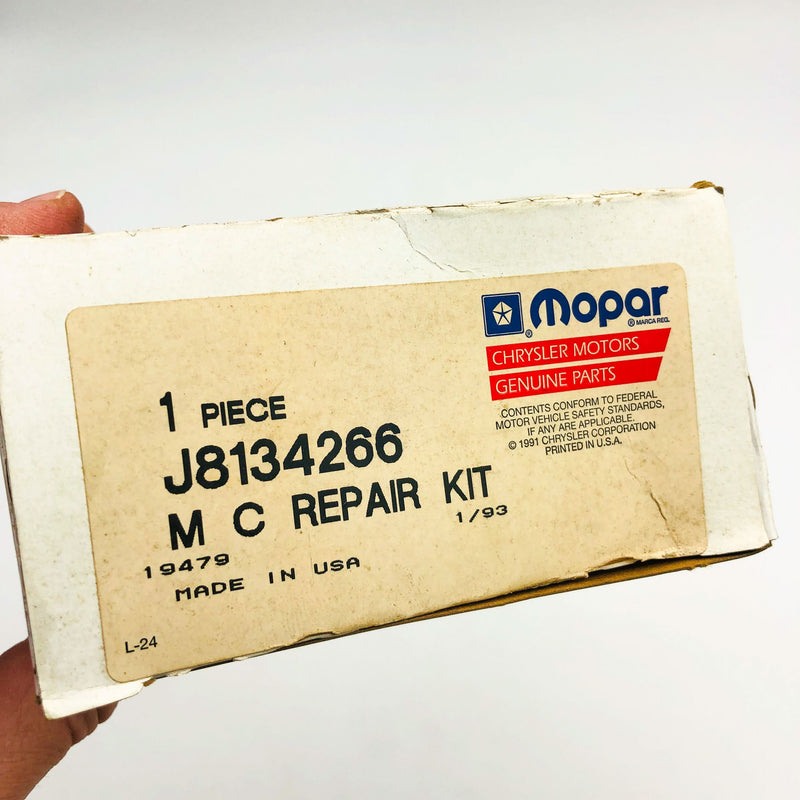 Mopar
® MARCA REG.
CHRYSLER MOTORS
GENUINE PARTS
CONTENTS CONFORM TO FEDERAL
MOTOR VEHICLE SAFETY STANDARDS,
IF ANY ARE APPLICABLE.
© 1991 CHRYSLER CORPORATION
PRINTED IN U.S.A.
1 PIECE
J8134266
M C REPAIR KIT
19479 1/93
MADE IN USA
L-24